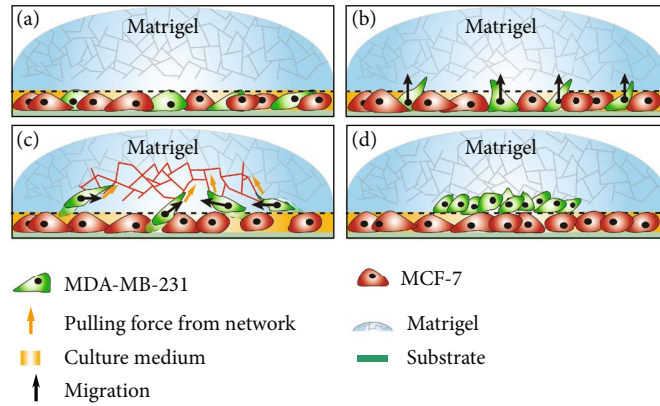 (a)
Matrigel
(b)
Matrigel
(c)
Matrigel
(d)
Matrigel
MDA-MB-231
MCF-7
Pulling force from network
Matrigel
Culture medium
Substrate
Migration